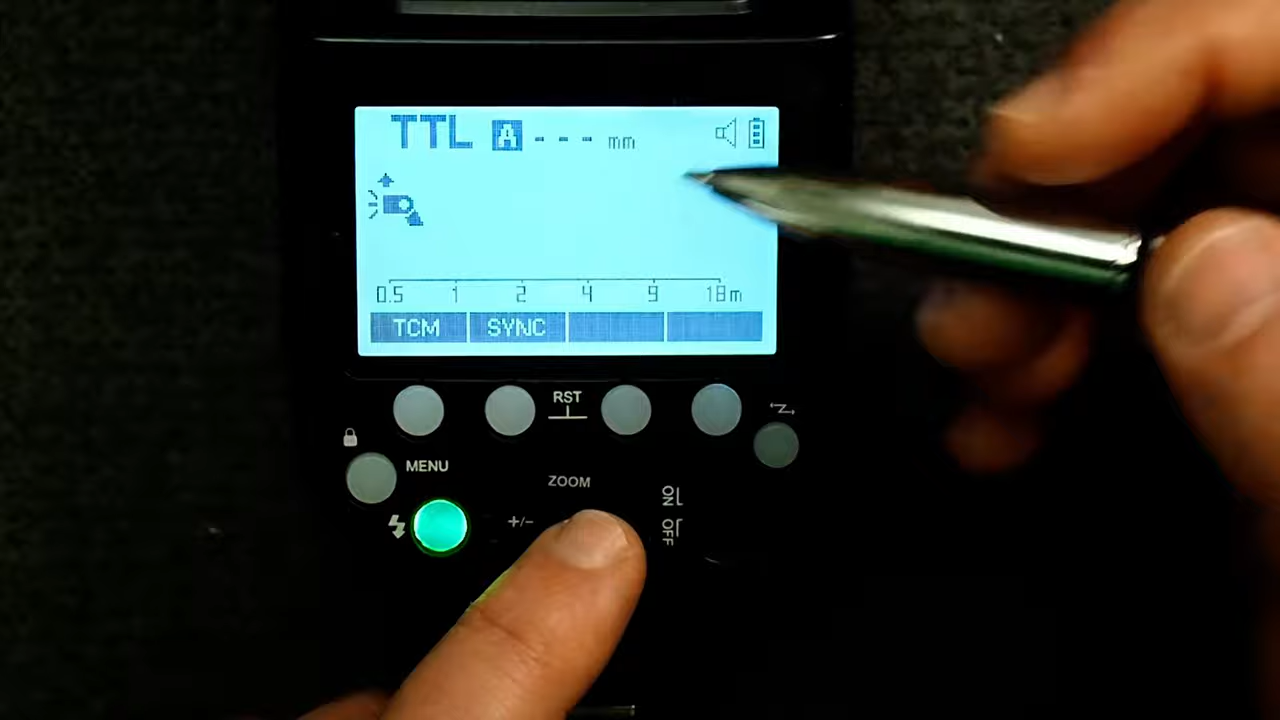 TTL A --- mm
0.5 1 2 4 9 18m
TCM SYNC
RST
MENU
ZOOM
+/-
ON
OFF